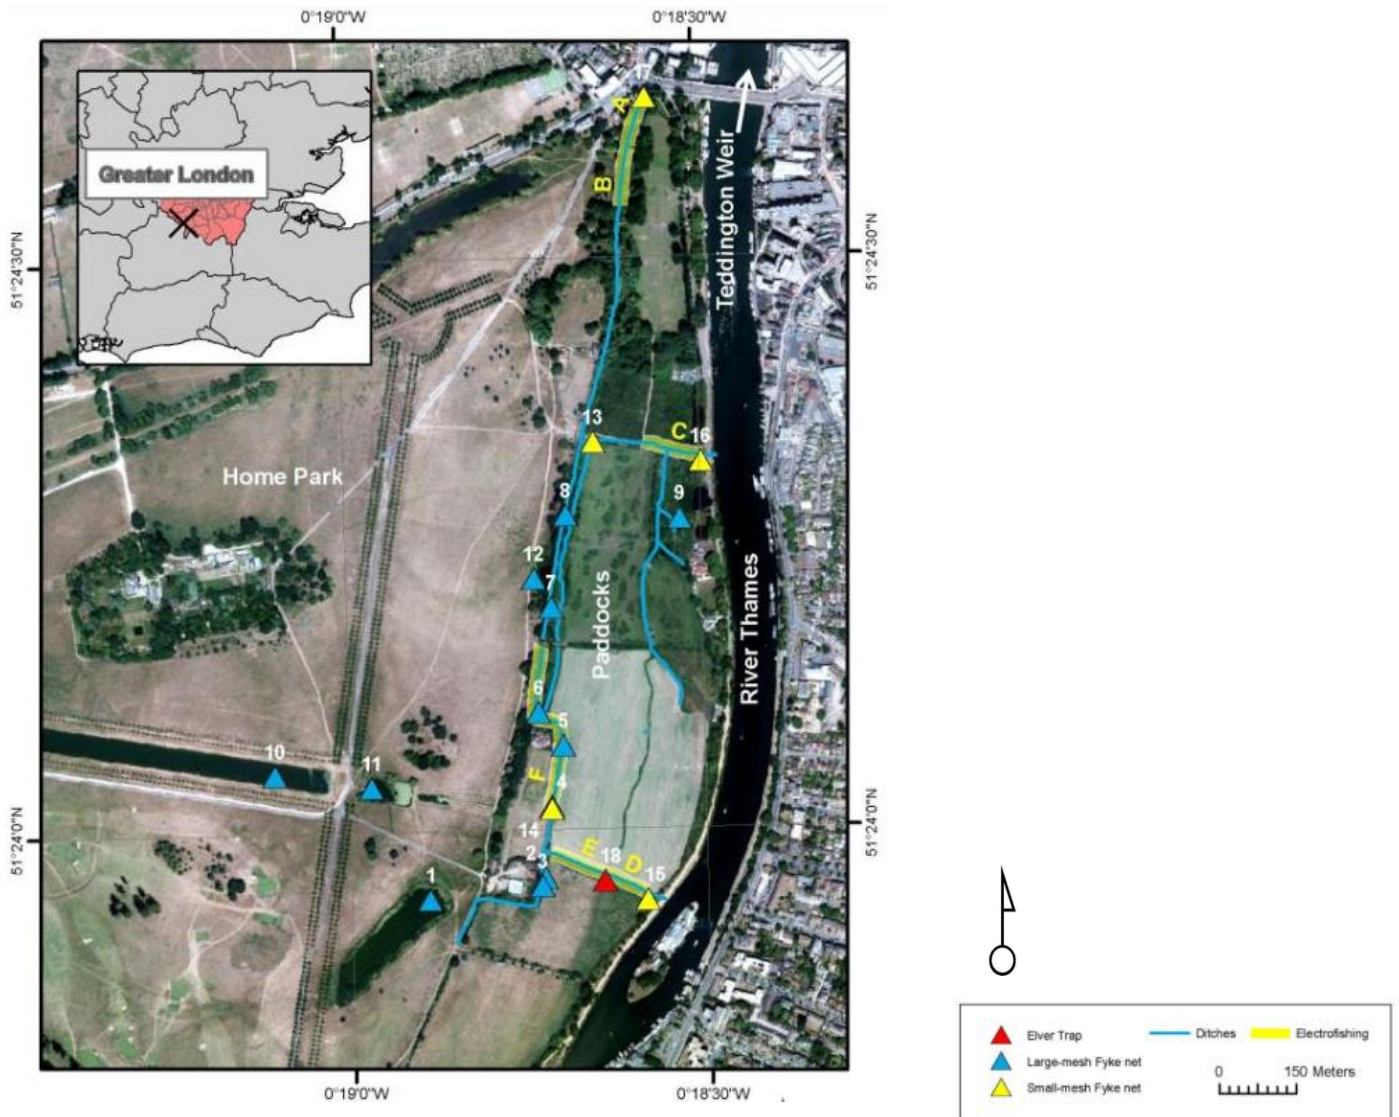 0°19'0"W
0°18'30"W
Greater London
A
B
Teddington Weir
51°24'30"N
51°24'30"N
13
C
16
Home Park
8
9
12
7
Paddocks
River Thames
6
5
10
11
F
4
51°24'0"N
51°24'0"N
14
2
E
18
D
3
15
1
0°19'0"W
0°18'30"W
Elver Trap
Ditches
Electrofishing
Large-mesh Fyke net
0 150 Meters
Small-mesh Fyke net